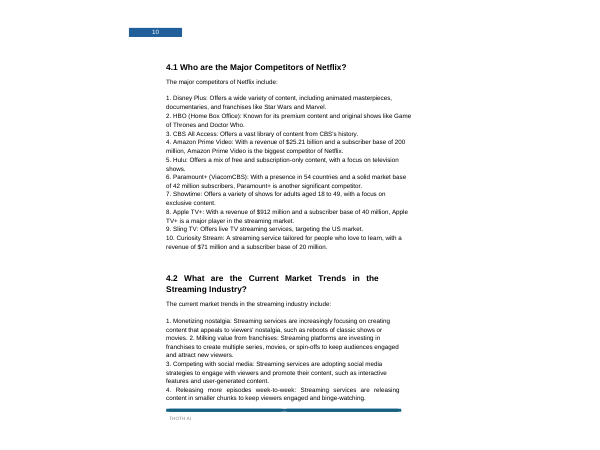 10
4.1 Who are the Major Competitors of Netflix?
The major competitors of Netflix include:
1. Disney Plus: Offers a wide variety of content, including animated masterpieces,
documentaries, and franchises like Star Wars and Marvel.
2. HBO (Home Box Office): Known for its premium content and original shows like Game
of Thrones and Doctor Who.
3. CBS All Access: Offers a vast library of content from CBS's history.
4. Amazon Prime Video: With a revenue of $25.21 billion and a subscriber base of 200
million, Amazon Prime Video is the biggest competitor of Netflix.
5. Hulu: Offers a mix of free and subscription-only content, with a focus on television
shows.
6. Paramount+ (ViacomCBS): With a presence in 54 countries and a solid market base
of 42 million subscribers, Paramount+ is another significant competitor.
7. Showtime: Offers a variety of shows for adults aged 18 to 49, with a focus on
exclusive content.
8. Apple TV+: With a revenue of $912 million and a subscriber base of 40 million, Apple
TV+ is a major player in the streaming market.
9. Sling TV: Offers live TV streaming services, targeting the US market.
10. Curiosity Stream: A streaming service tailored for people who love to learn, with a
revenue of $71 million and a subscriber base of 20 million.
4.2 What are the Current Market Trends in the
Streaming Industry?
The current market trends in the streaming industry include:
1. Monetizing nostalgia: Streaming services are increasingly focusing on creating
content that appeals to viewers' nostalgia, such as reboots of classic shows or
movies. 2. Milking value from franchises: Streaming platforms are investing in
franchises to create multiple series, movies, or spin-offs to keep audiences engaged
and attract new viewers.
3. Competing with social media: Streaming services are adopting social media
strategies to engage with viewers and promote their content, such as interactive
features and user-generated content.
4. Releasing more episodes week-to-week: Streaming services are releasing
content in smaller chunks to keep viewers engaged and binge-watching.
THOTH AI